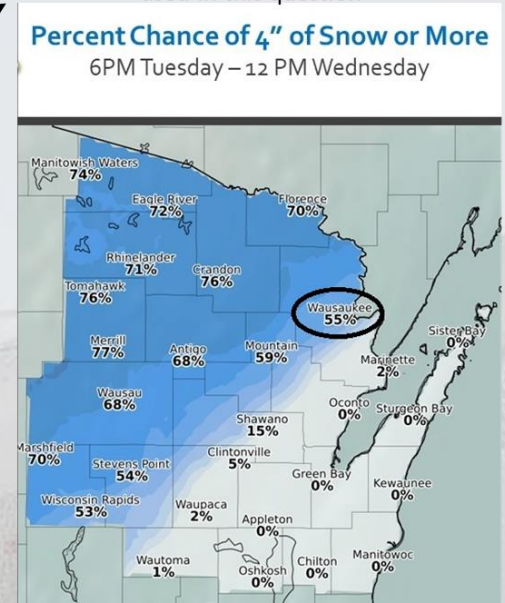 used in this question
Percent Chance of 4” of Snow or More
6PM Tuesday – 12 PM Wednesday
Manitowish Waters
74%
Eagle River
72%
Florence
70%
Rhinelander
71%
Crandon
76%
Tomahawk
76%
Wausaukee
55%
Sister Bay
0%
Merrill
77%
Antigo
68%
Mountain
59%
Marinette
2%
Wausau
68%
Oconto
0%
Sturgeon Bay
0%
Shawano
15%
Marshfield
70%
Stevens Point
54%
Clintonville
5%
Green Bay
0%
Kewaunee
0%
Wisconsin Rapids
53%
Waupaca
2%
Appleton
0%
Wautoma
1%
Oshkosh
0%
Chilton
0%
Manitowoc
0%